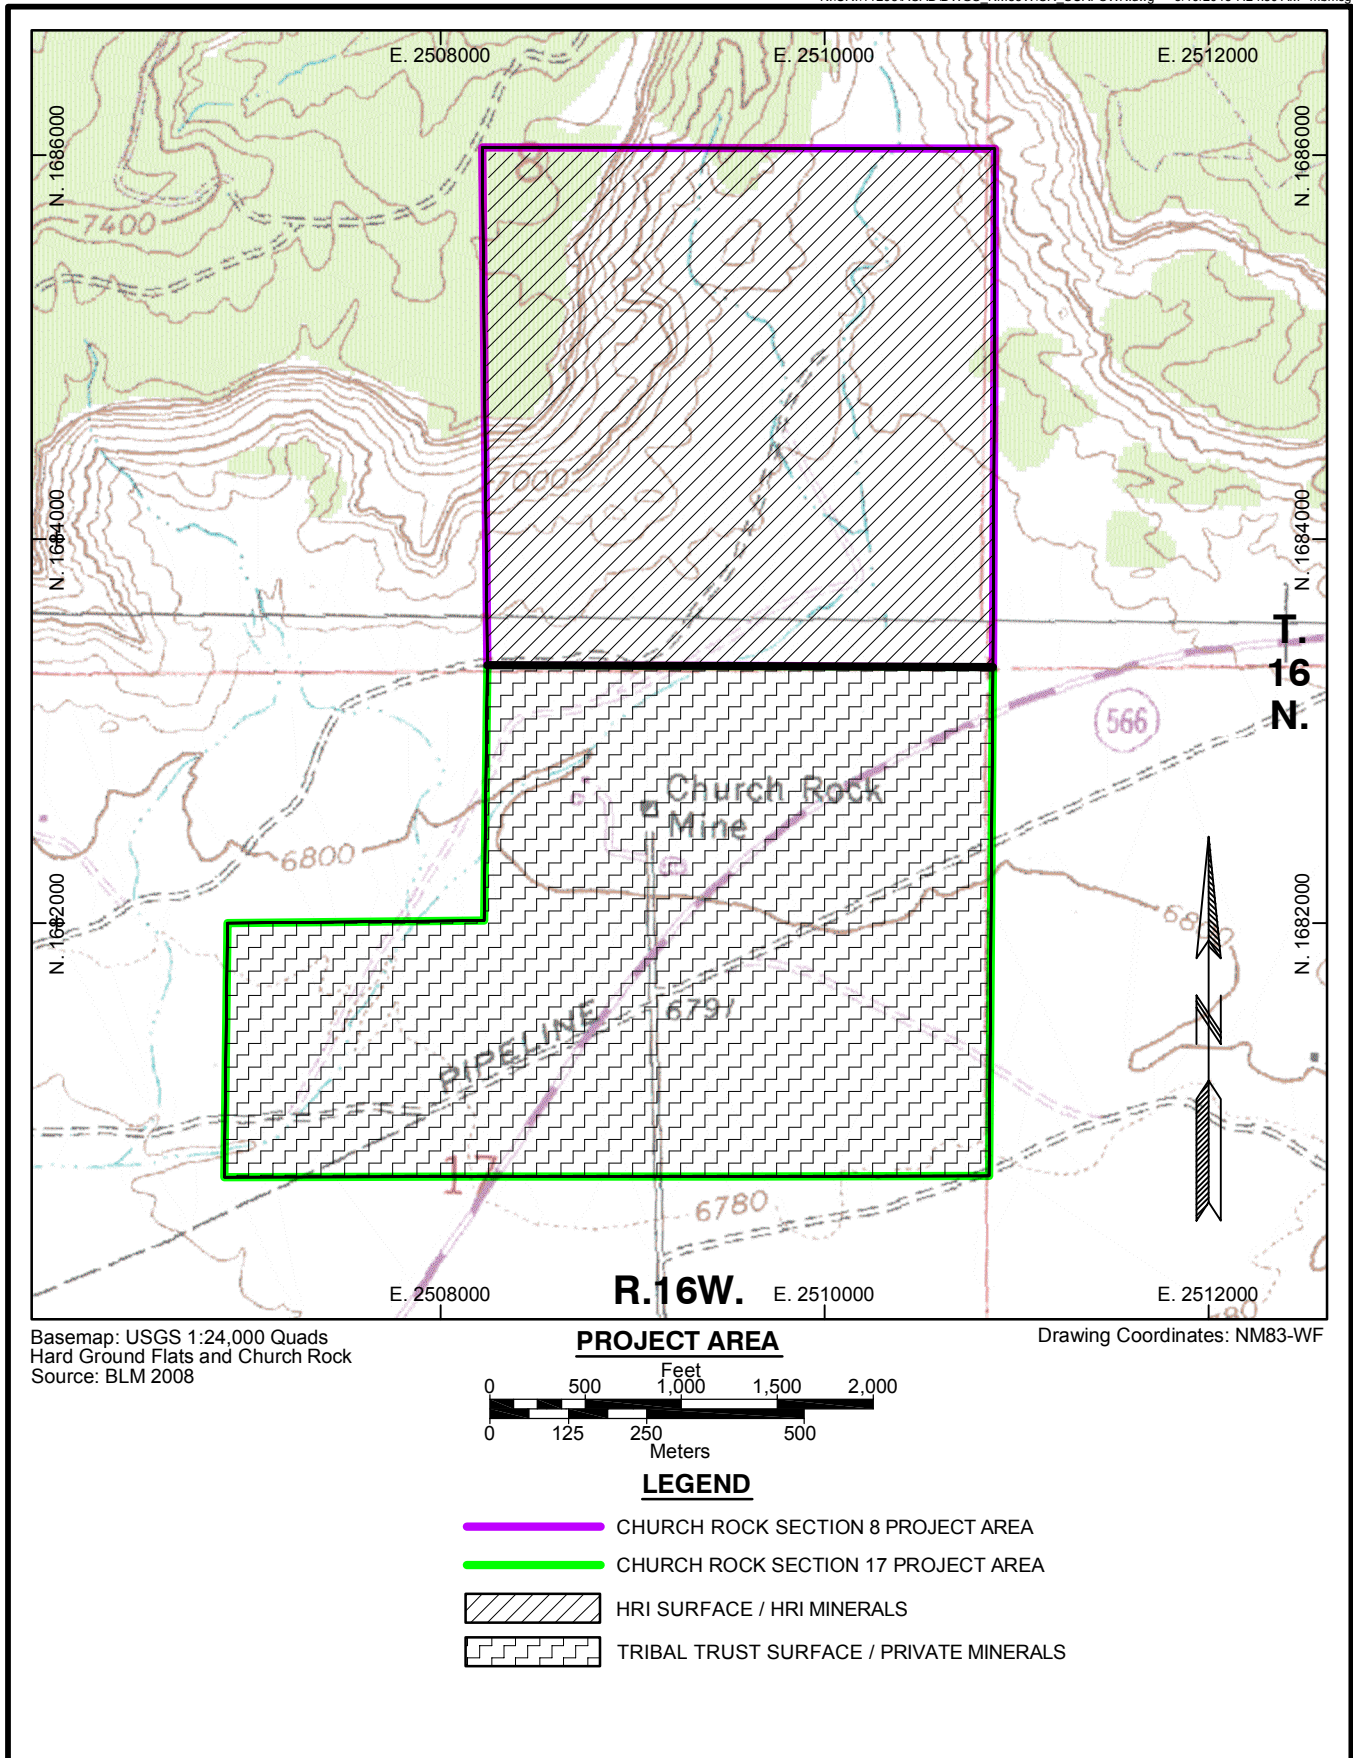 E. 2508000 E. 2510000 E. 2512000
N. 1686000 N. 1686000
8
7400
7000
N. 1684000 N. 1684000
T.
16
N.
566
Church Rock
Mine
6800
6800
N. 1682000 N. 1682000
PIPELINE
6791
17
6780
E. 2508000 R.16W. E. 2510000 E. 2512000
Basemap: USGS 1:24,000 Quads
Hard Ground Flats and Church Rock
Source: BLM 2008
PROJECT AREA
Drawing Coordinates: NM83-WF
Feet
0 500 1,000 1,500 2,000
0 125 250 500
Meters
LEGEND
CHURCH ROCK SECTION 8 PROJECT AREA
CHURCH ROCK SECTION 17 PROJECT AREA
HRI SURFACE / HRI MINERALS
TRIBAL TRUST SURFACE / PRIVATE MINERALS